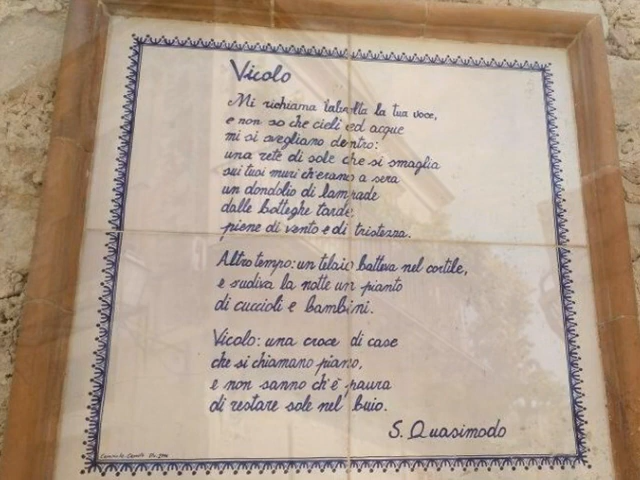 Vicolo
Mi richiama talvolta la tua voce,
e non so che cieli ed acque
mi si svegliano dentro:
una rete di sole che si smaglia
sui tuoi muri ch'erano a sera
un dondolio di lampade
dalle botteghe tarde
piene di vento e di tristezza.
Altro tempo: un telaio batteva nel cortile,
e s'udiva la notte un pianto
di cuccioli e bambini.
Vicolo: una croce di case
che si chiamano piano,
e non sanno ch'è paura
di restare sole nel buio.
S. Quasimodo